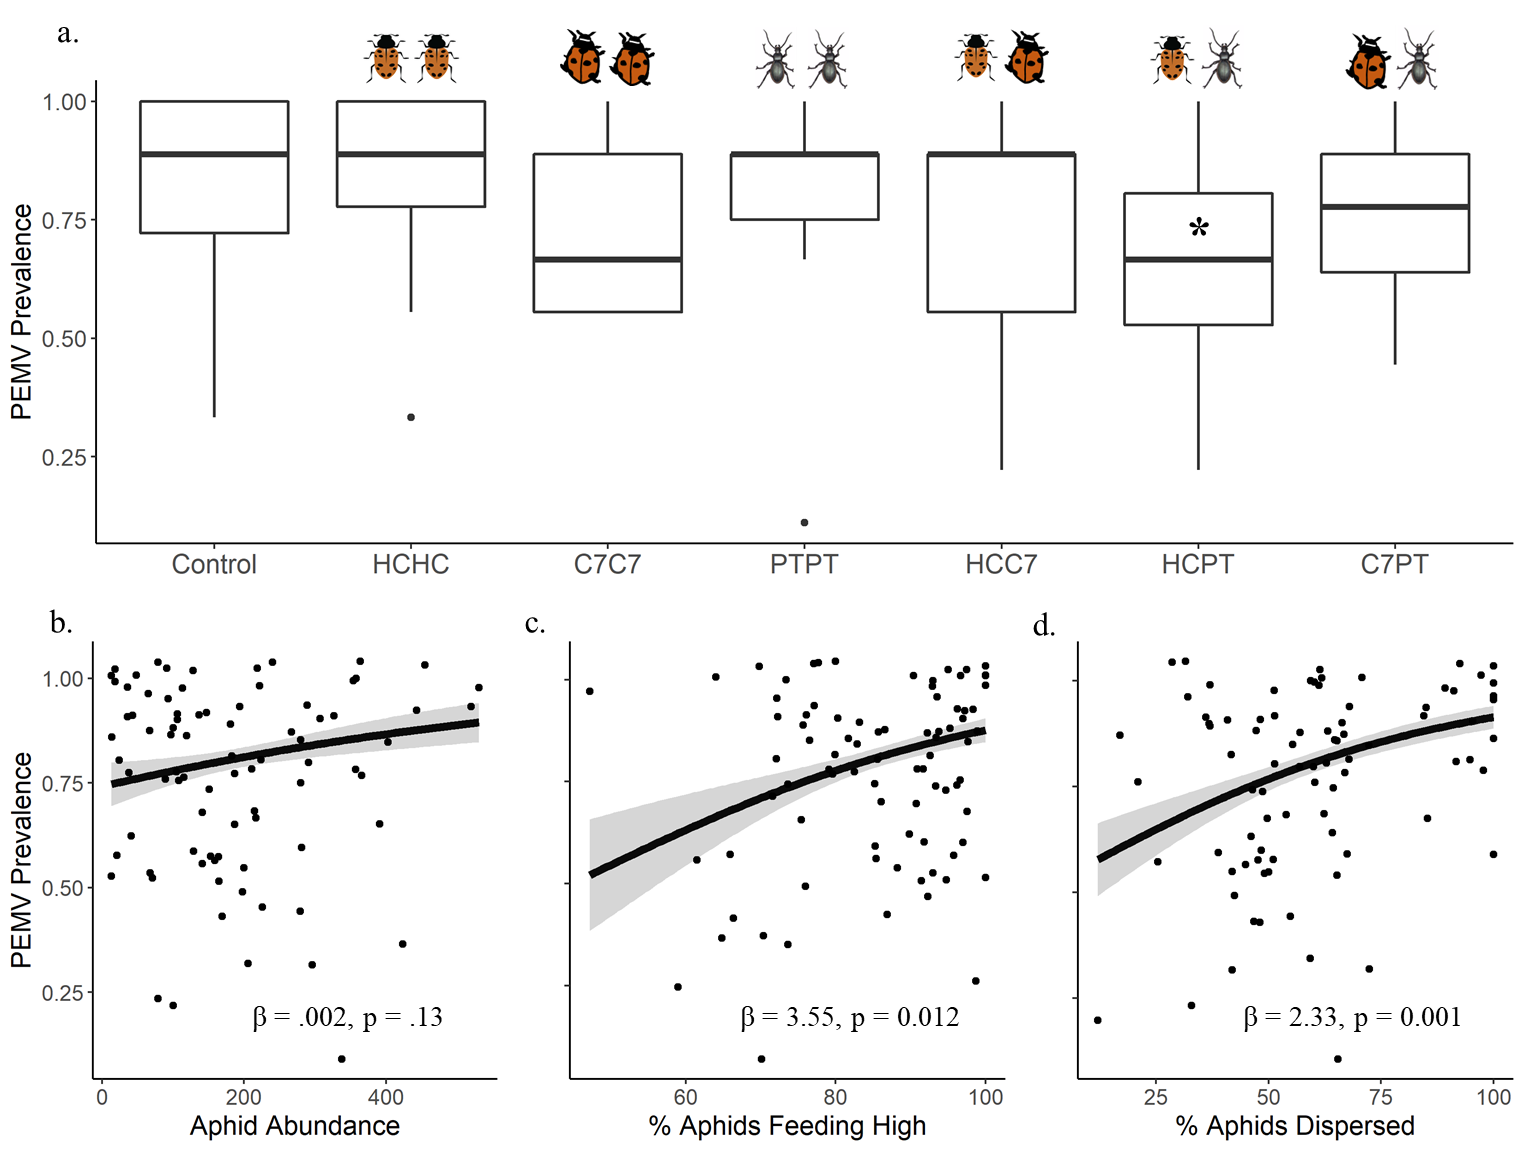 a.
PEMV Prevalence
1.00
0.75
0.50
0.25
Control HCHC C7C7 PTPT HCC7 HCPT C7PT
*
b.
PEMV Prevalence
1.00
0.75
0.50
0.25
β = .002, p = .13
0 200 400
Aphid Abundance
c.
β = 3.55, p = 0.012
60 80 100
% Aphids Feeding High
d.
β = 2.33, p = 0.001
25 50 75 100
% Aphids Dispersed